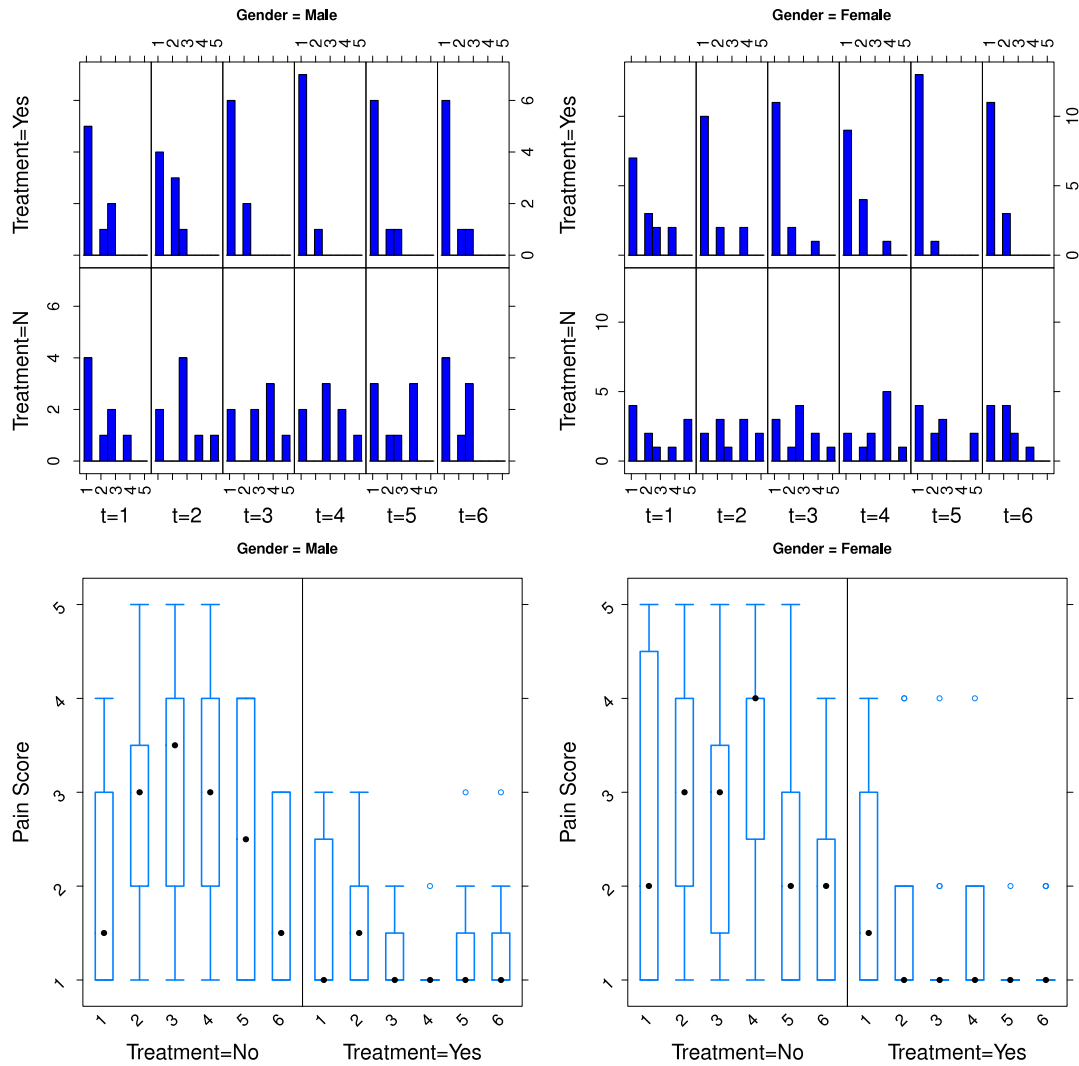 Gender = Male
1 2 3 4 5 1 2 3 4 5 1 2 3 4 5
Treatment=Yes
0 2 4 6
Treatment=N
0 2 4 6
1 2 3 4 5 1 2 3 4 5 1 2 3 4 5
t=1 t=2 t=3 t=4 t=5 t=6
Gender = Female
1 2 3 4 5 1 2 3 4 5 1 2 3 4 5
Treatment=Yes
0 5 10
Treatment=N
0 5 10
1 2 3 4 5 1 2 3 4 5 1 2 3 4 5
t=1 t=2 t=3 t=4 t=5 t=6
Gender = Male
Pain Score
5
4
3
2
1
1 2 3 4 5 6 1 2 3 4 5 6
Treatment=No Treatment=Yes
Gender = Female
Pain Score
5
4
3
2
1
1 2 3 4 5 6 1 2 3 4 5 6
Treatment=No Treatment=Yes